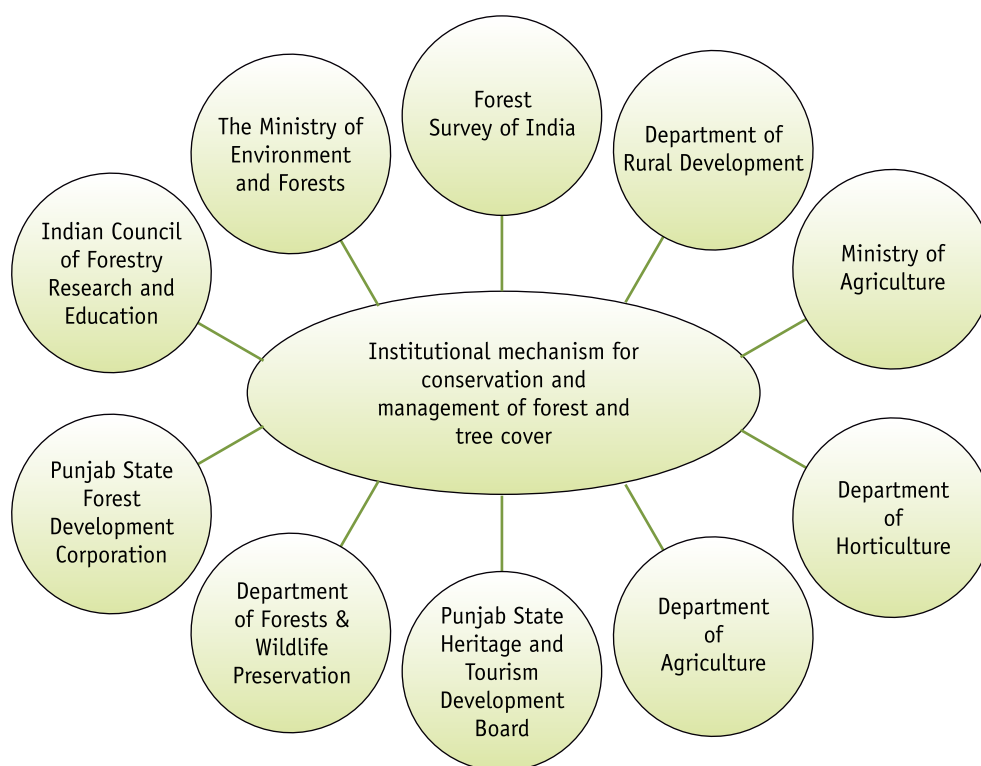 Forest
Survey of India
The Ministry of
Environment
and Forests
Department of
Rural Development
Indian Council
of Forestry
Research and
Education
Ministry of
Agriculture
Institutional mechanism for
conservation and
management of forest and
tree cover
Punjab State
Forest
Development
Corporation
Department
of
Horticulture
Department
of Forests &
Wildlife
Preservation
Punjab State
Heritage and
Tourism
Development
Board
Department
of
Agriculture